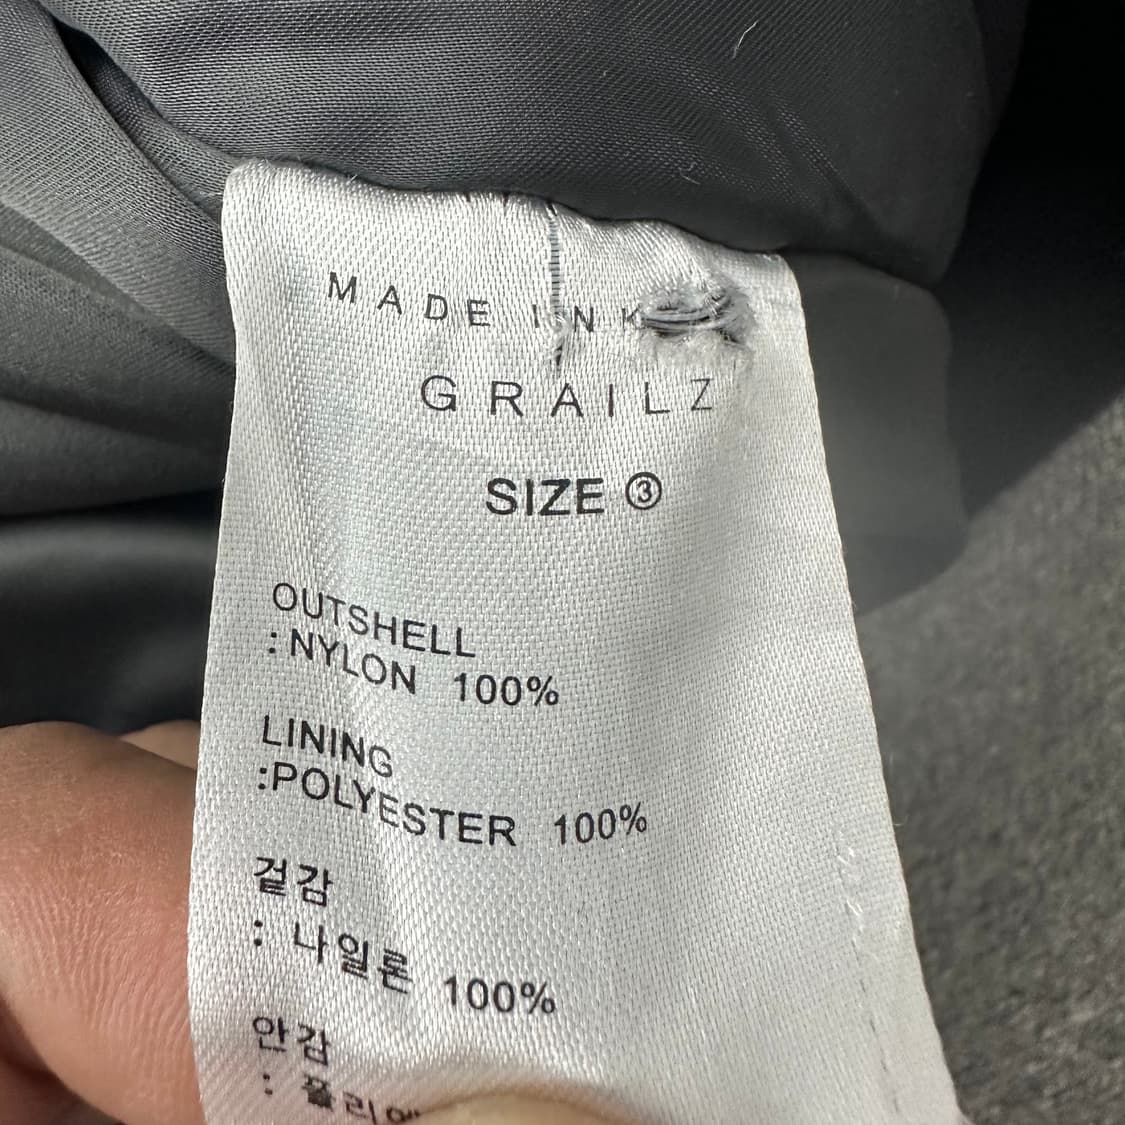 MADE IN
GRAILZ
SIZE ③
OUTSHELL
: NYLON 100%
LINING
:POLYESTER 100%
겉감
: 나일론 100%
안감
: